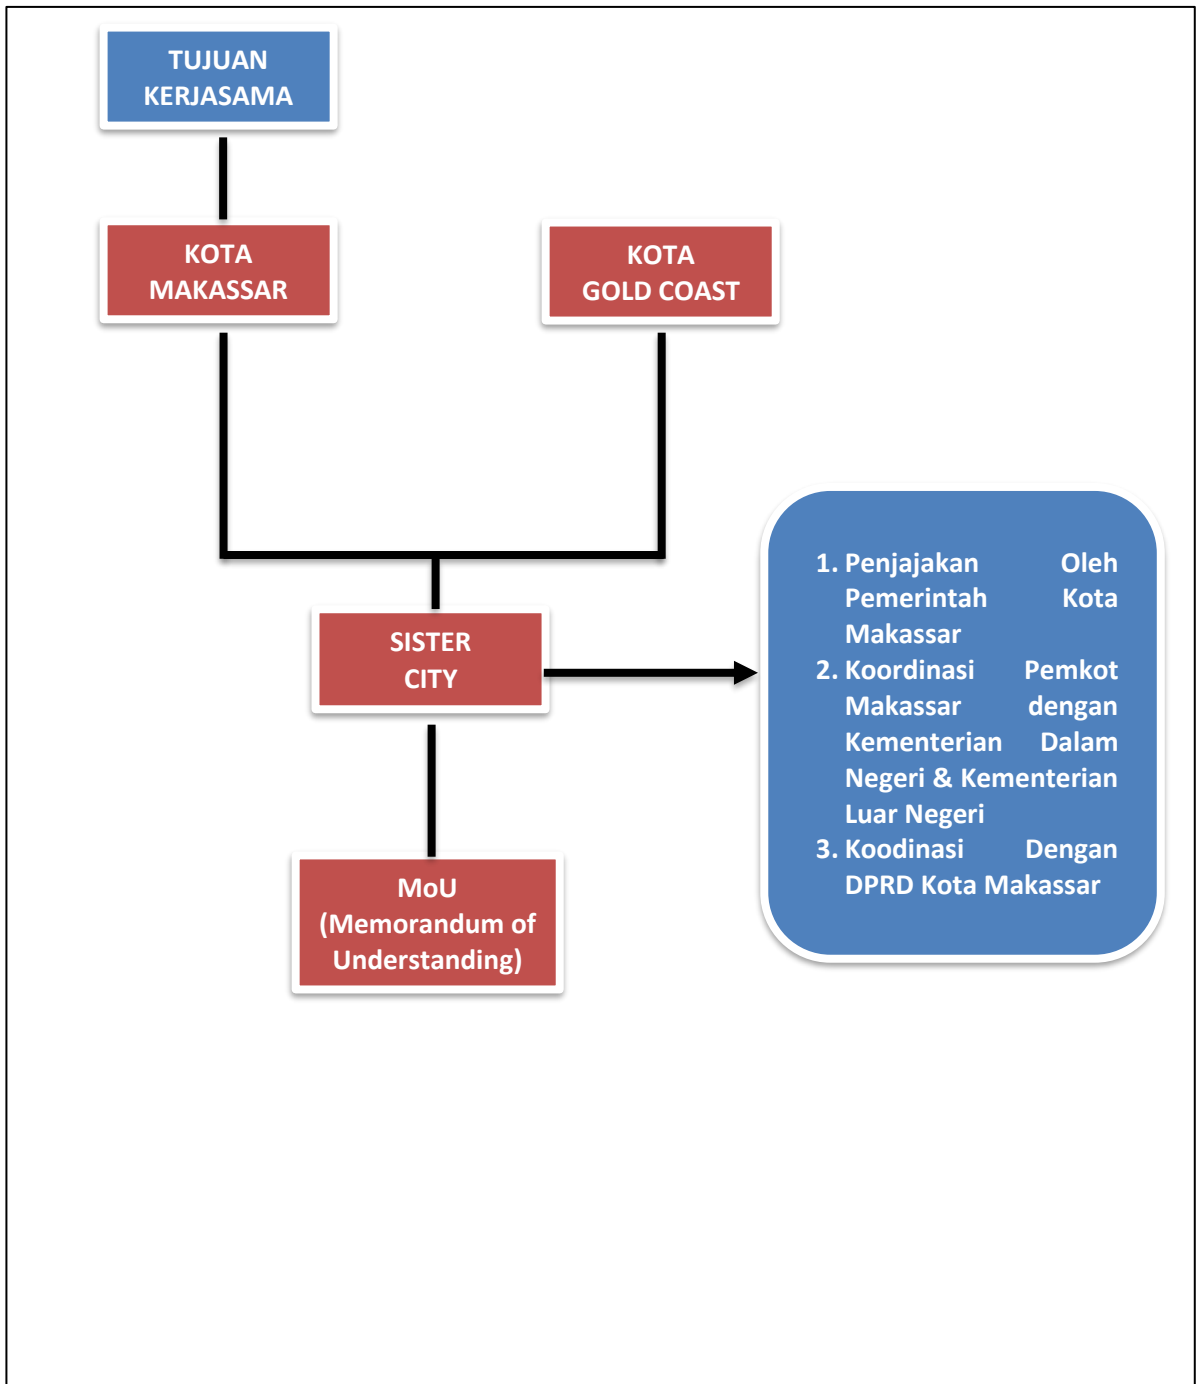 TUJUAN
KERJASAMA
KOTA
MAKASSAR
KOTA
GOLD COAST
SISTER
CITY
1. Penjajakan Oleh
Pemerintah Kota
Makassar
2. Koordinasi Pemkot
Makassar dengan
Kementerian Dalam
Negeri & Kementerian
Luar Negeri
3. Koodinasi Dengan
DPRD Kota Makassar
MoU
(Memorandum of
Understanding)